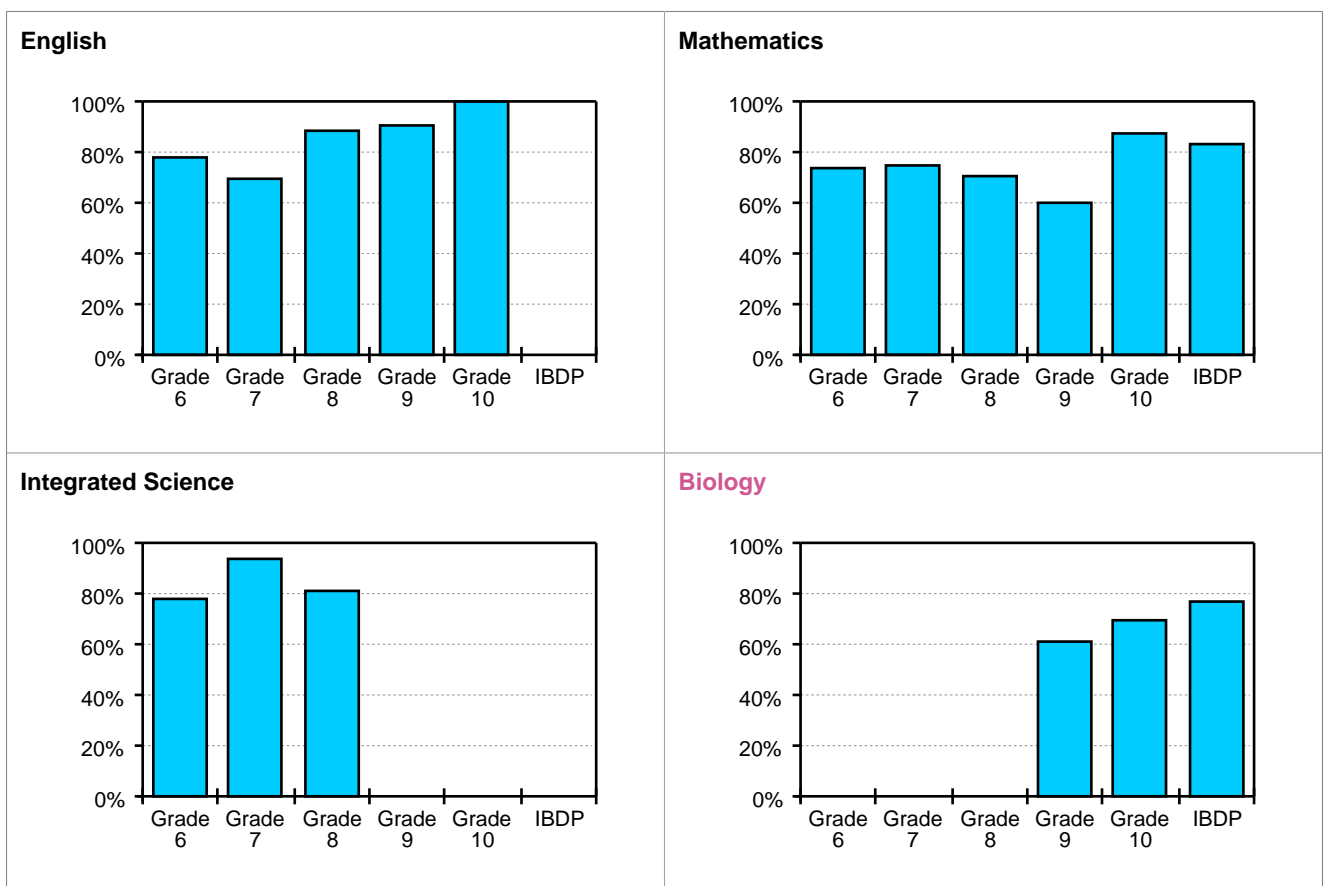 English
100%
80%
60%
40%
20%
0%
Grade 6
Grade 7
Grade 8
Grade 9
Grade 10
IBDP
Mathematics
100%
80%
60%
40%
20%
0%
Grade 6
Grade 7
Grade 8
Grade 9
Grade 10
IBDP
Integrated Science
100%
80%
60%
40%
20%
0%
Grade 6
Grade 7
Grade 8
Grade 9
Grade 10
IBDP
Biology
100%
80%
60%
40%
20%
0%
Grade 6
Grade 7
Grade 8
Grade 9
Grade 10
IBDP